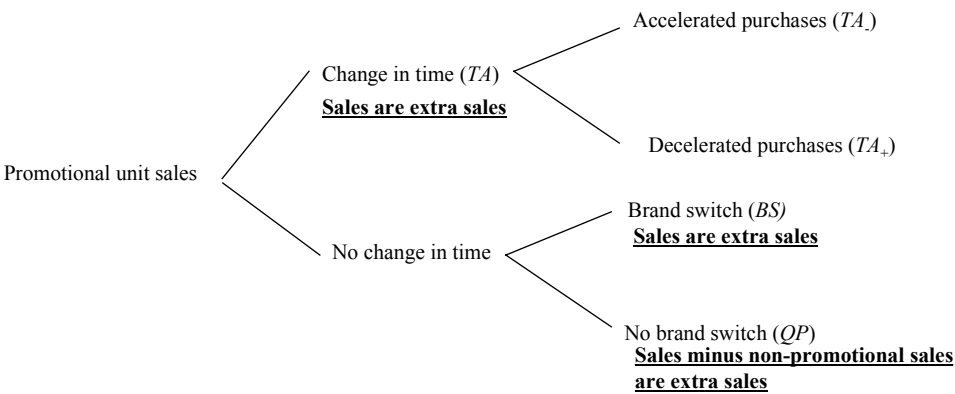 Accelerated purchases (TA-)
Change in time (TA)
Sales are extra sales
Decelerated purchases (TA+)
Promotional unit sales
Brand switch (BS)
Sales are extra sales
No change in time
No brand switch (QP)
Sales minus non-promotional sales
are extra sales